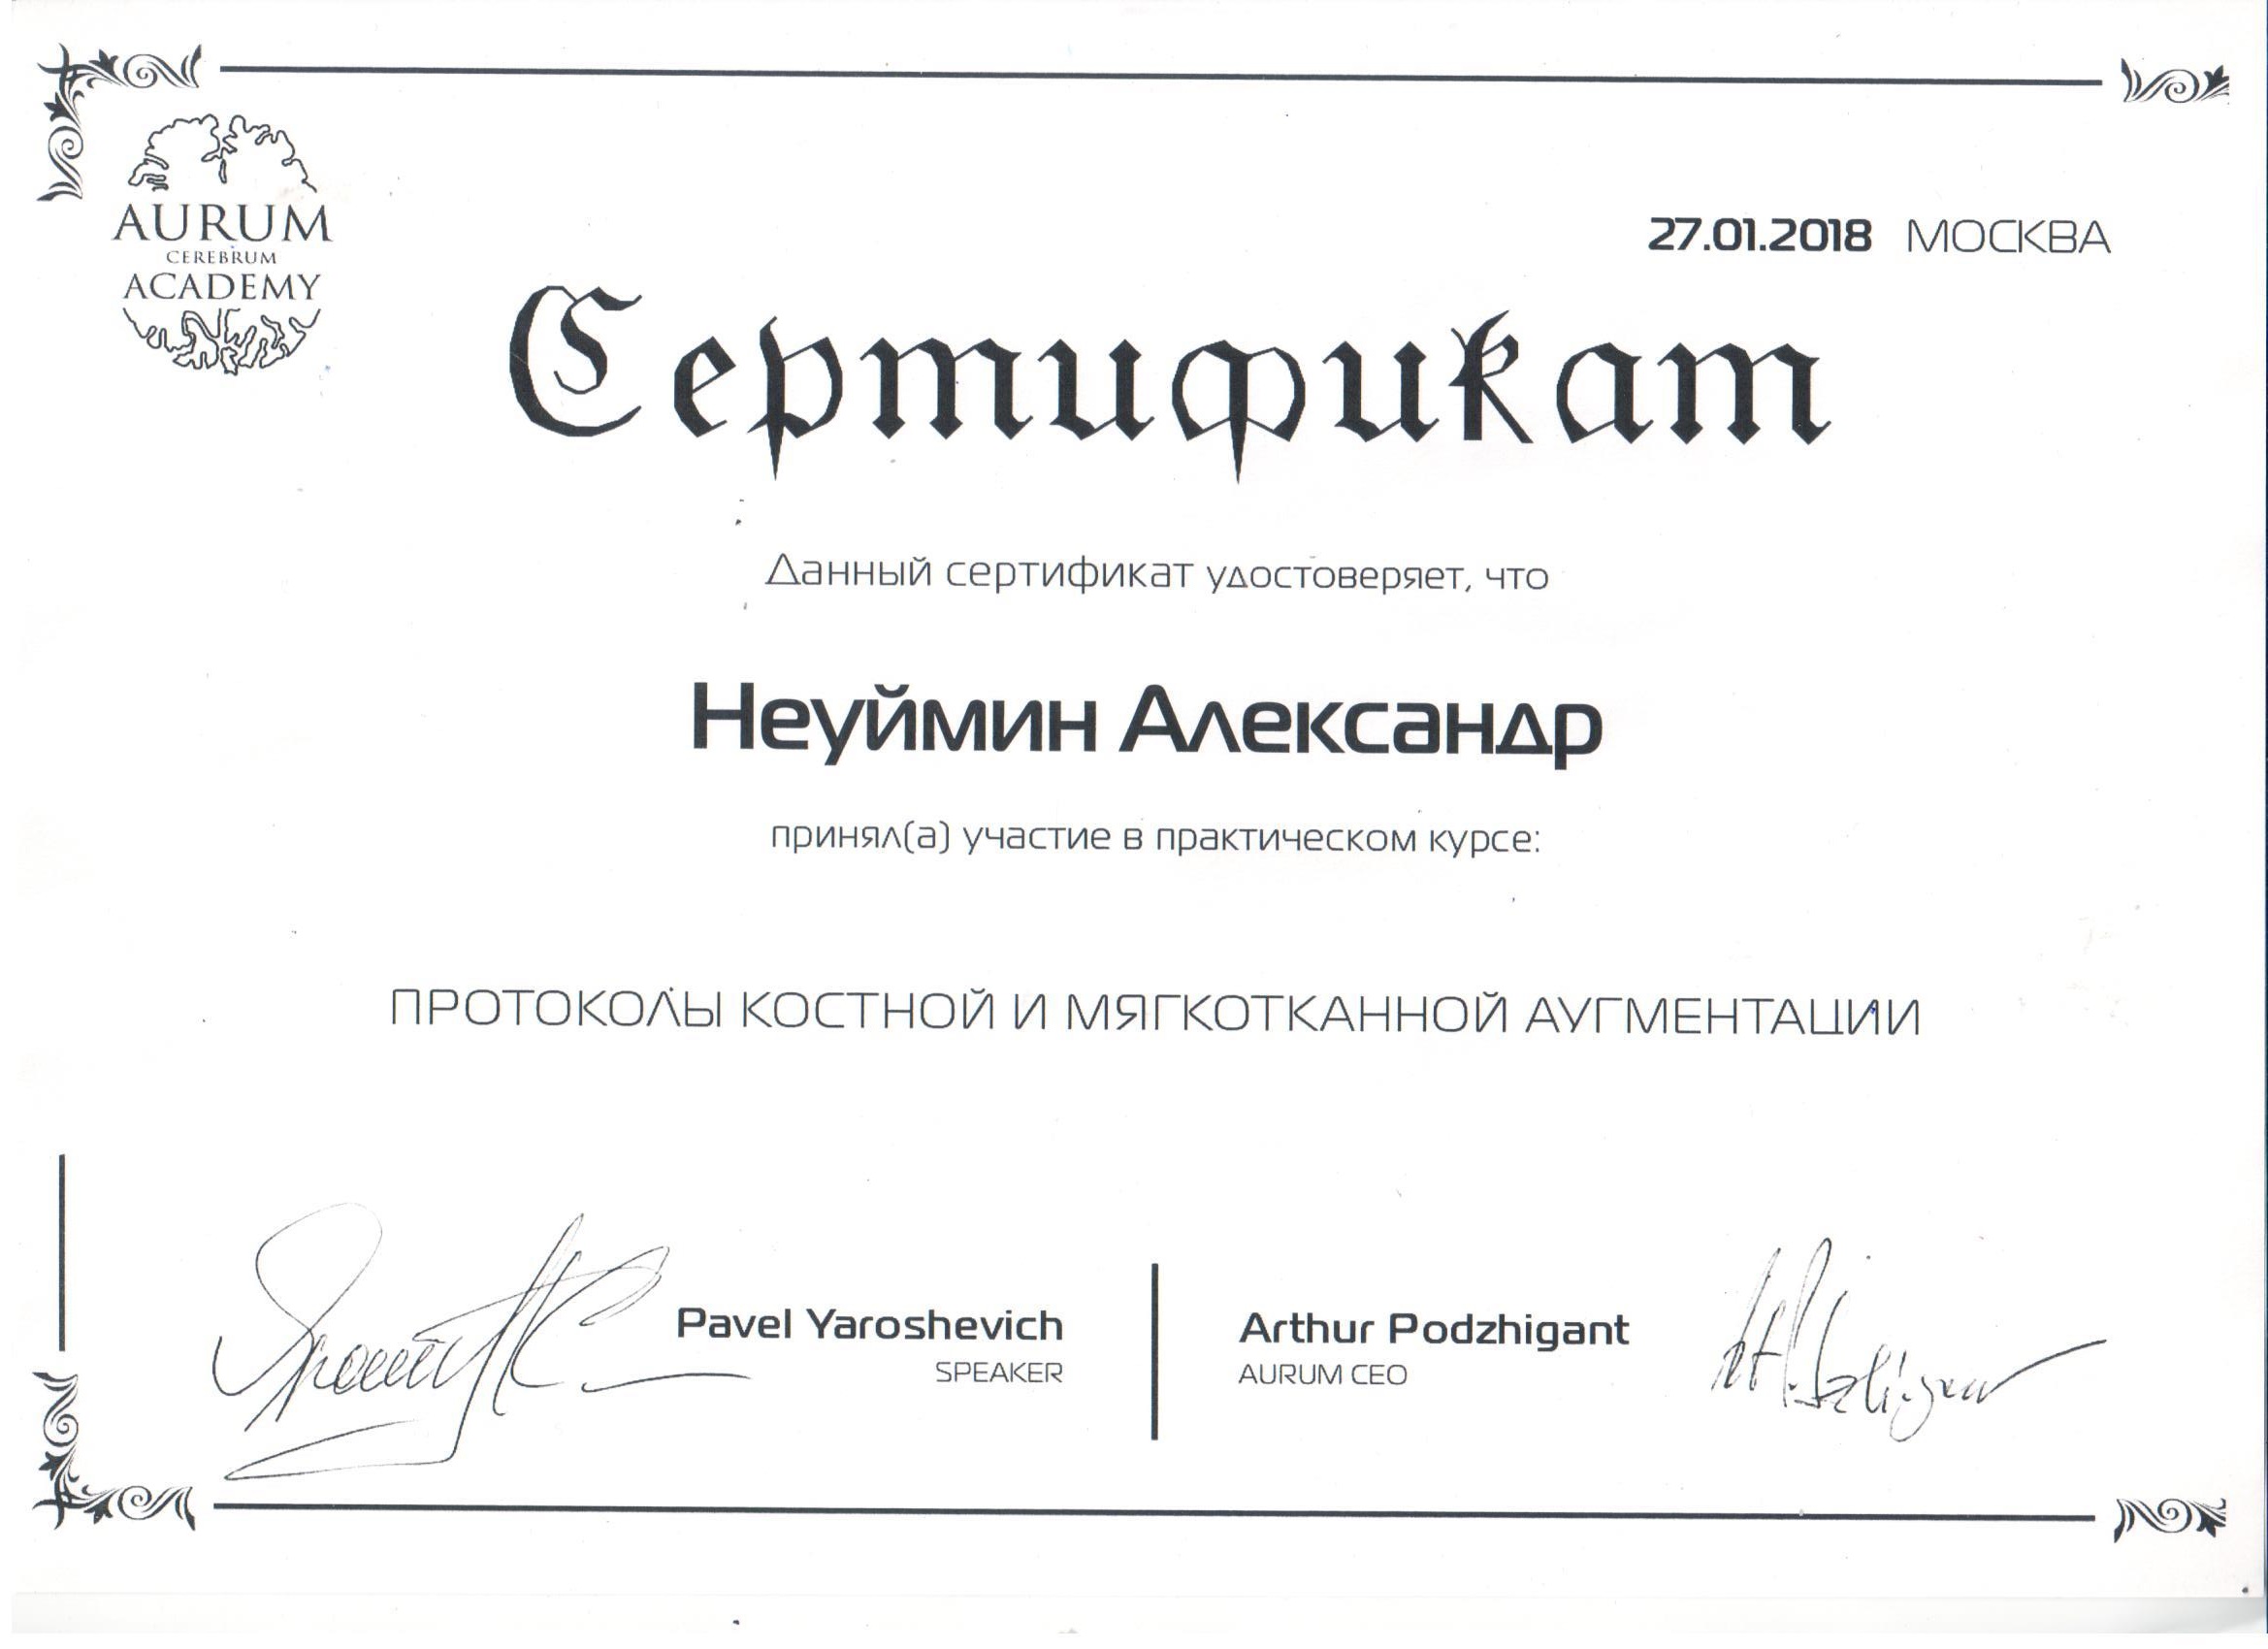 AURUM
CEREBRUM
ACADEMY
27.01.2018 МОСКВА
Сертификат
Данный сертификат удостоверяет, что
Неуймин Александр
принял(а) участие в практическом курсе:
ПРОТОКОЛЫ КОСТНОЙ И МЯГКОТКАННОЙ АУГМЕНТАЦИИ
Pavel Yaroshevich
SPEAKER
Arthur Podzhigant
AURUM CEO